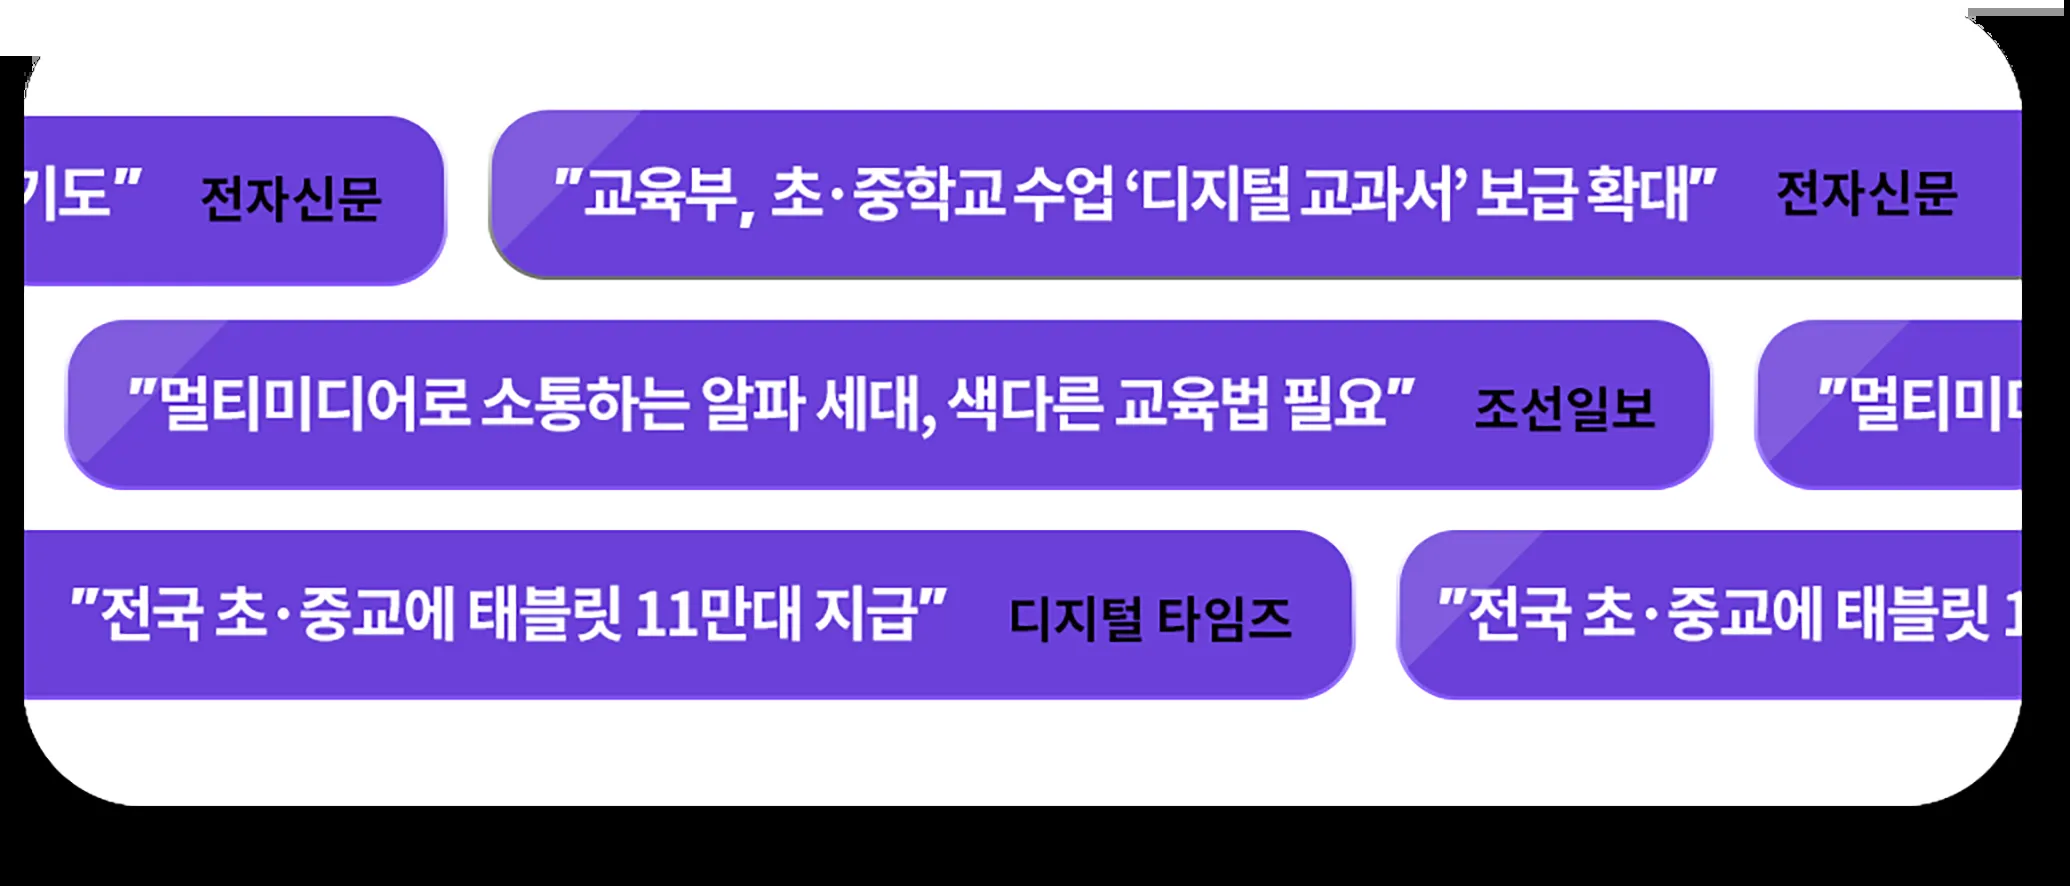 기도" 전자신문 "교육부, 초·중학교 수업 ‘디지털 교과서’ 보급 확대" 전자신문
"멀티미디어로 소통하는 알파 세대, 색다른 교육법 필요" 조선일보 "멀티미
"전국 초·중교에 태블릿 11만대 지급" 디지털 타임즈 "전국 초·중교에 태블릿 1